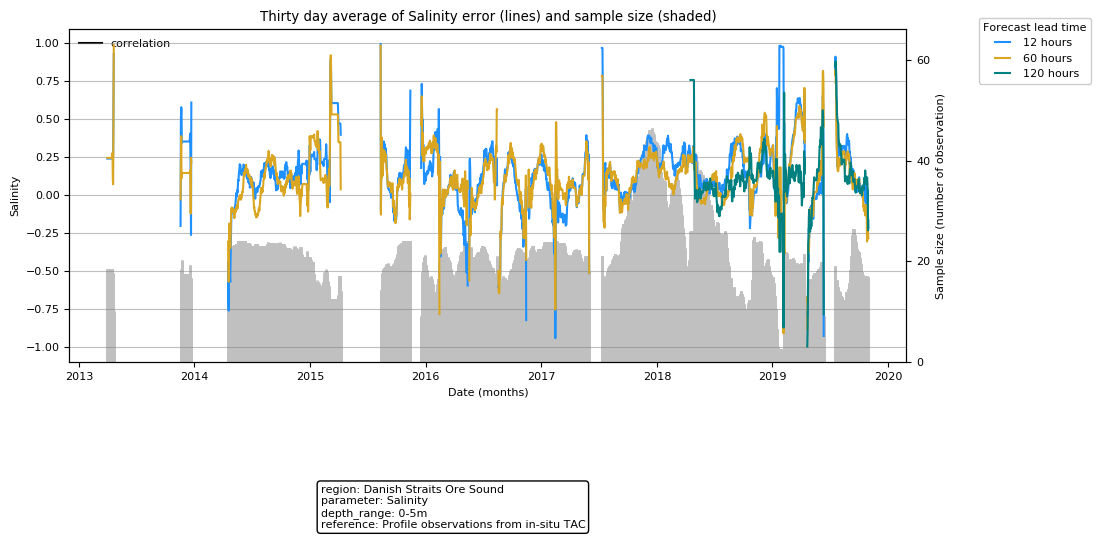 Thirty day average of Salinity error (lines) and sample size (shaded)
Forecast lead time
12 hours
60 hours
120 hours
correlation
1.00
0.75
0.50
0.25
0.00
−0.25
−0.50
−0.75
−1.00
Salinity
60
40
20
0
Sample size (number of observation)
2013
2014
2015
2016
2017
2018
2019
2020
Date (months)
region: Danish Straits Ore Sound
parameter: Salinity
depth_range: 0-5m
reference: Profile observations from in-situ TAC